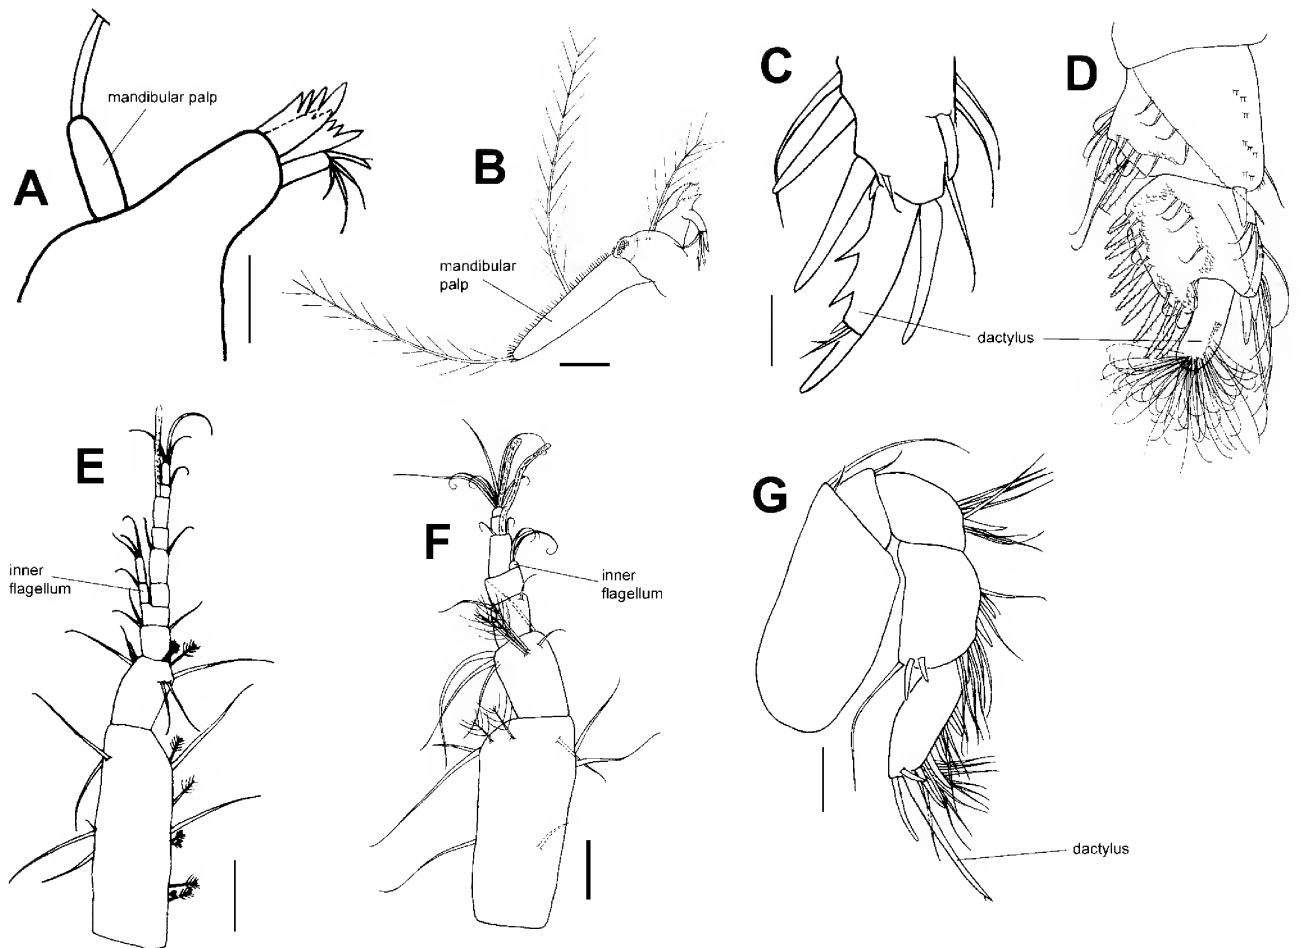 A
mandibular palp
B
mandibular
palp
C
D
dactylus
E
inner
flagellum
F
inner
flagellum
G
dactylus